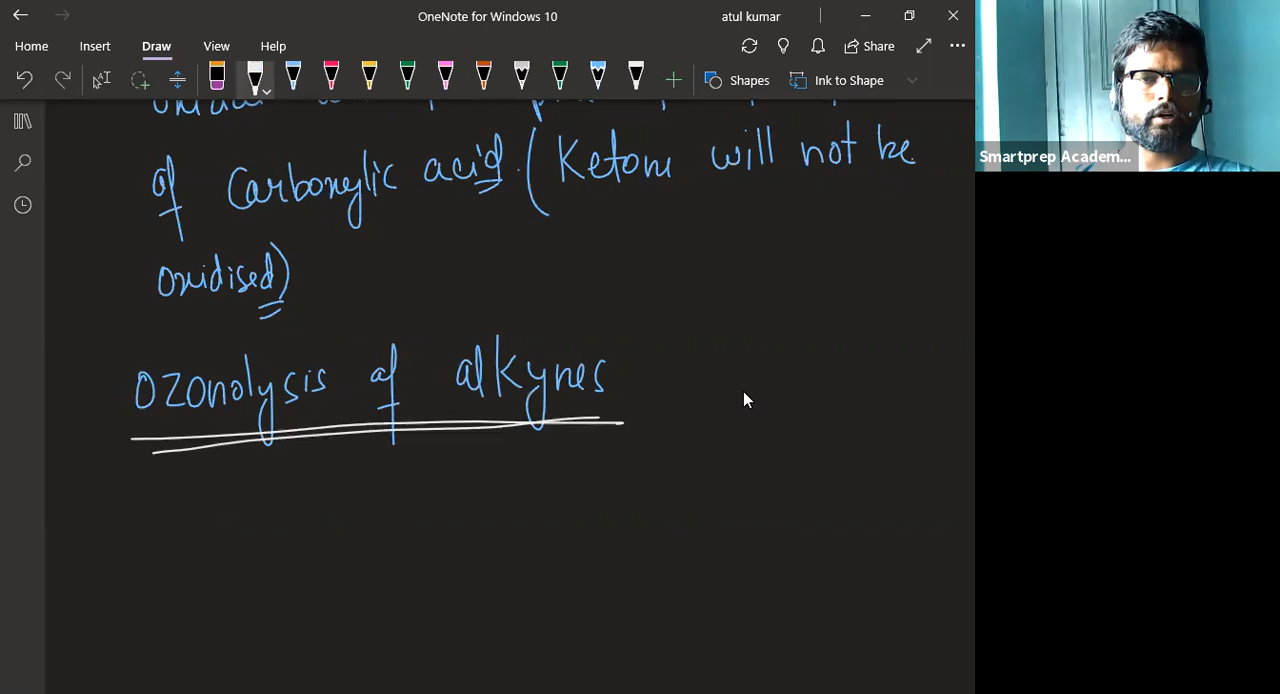 OneNote for Windows 10
atul kumar
Home Insert Draw View Help
Share
Shapes
Ink to Shape
of Carboxylic acid. (Ketone will not be
oxidised)
Ozonolysis of alkynes
Smartprep Academ...